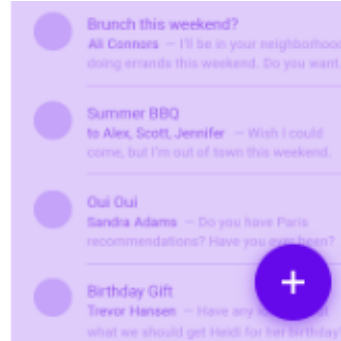 Brunch this weekend?
Ali Connors — I'll be in your neighborhood
doing errands this weekend. Do you want
Summer BBQ
to Alex, Scott, Jennifer — Wish I could
come, but I'm out of town this weekend.
Oui Oui
Sandra Adams — Do you have Paris
recommendations? Have you ever been?
Birthday Gift
Trevor Hansen — Have any
what we should get Heidi for her birthday?